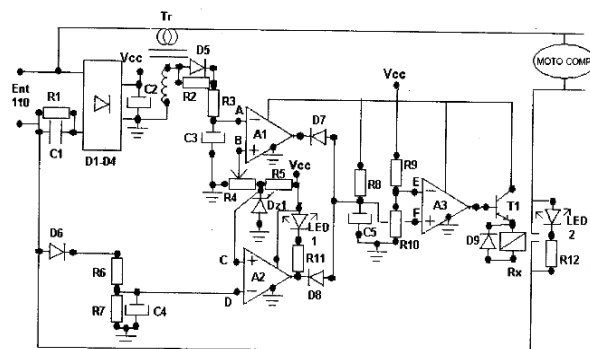 Tr
MOTO COMP
D5
Vcc
Vcc
Ent
110
R1
C2
R2
R3
A
A1
D7
R9
C1
B
R8
E
A3
T1
D1-D4
C3
R5
Vcc
R4
Dz1
LED
1
C5
F
R10
D9
LED
2
D6
C
R11
Rx
R12
R6
A2
D8
R7
C4
D